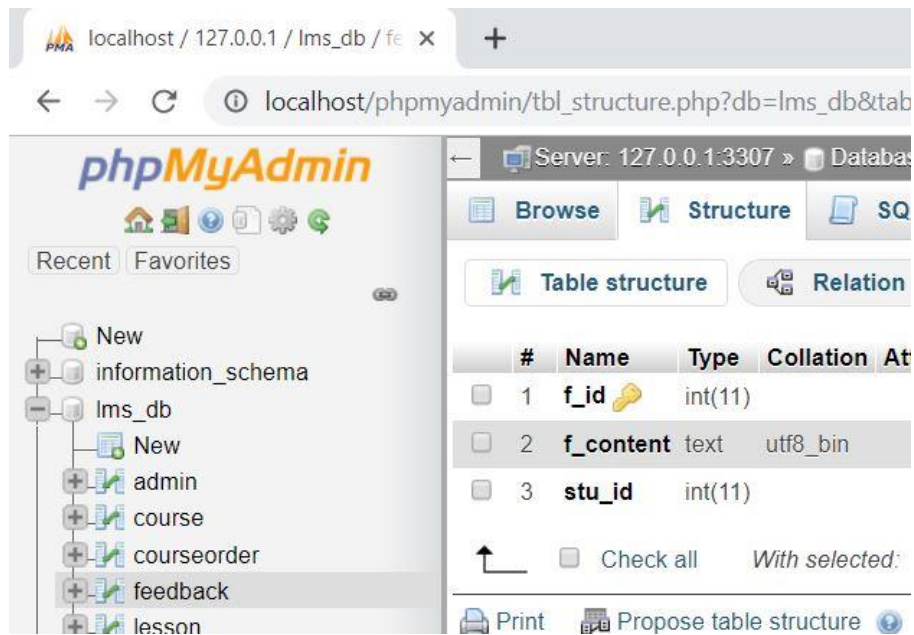 localhost / 127.0.0.1 / lms_db / fe
localhost/phpmyadmin/tbl_structure.php?db=lms_db&tab
phpMyAdmin
Recent Favorites
New
information_schema
lms_db
New
admin
course
courseorder
feedback
lesson
Server: 127.0.0.1:3307 » Databas
Browse Structure SQ
Table structure Relation
# Name Type Collation Att
1 f_id int(11)
2 f_content text utf8_bin
3 stu_id int(11)
Check all With selected:
Print Propose table structure